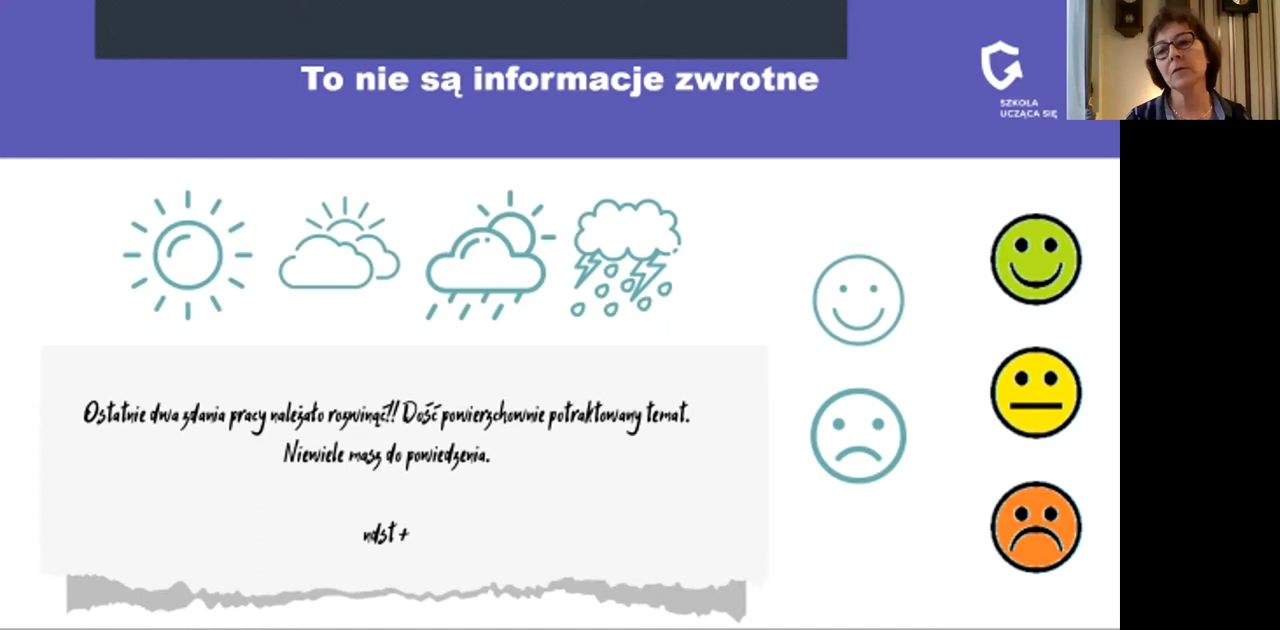 To nie są informacje zwrotne
SZKOŁA
UCZĄCA SIĘ
Ostatnie dwa zdania pracy należało rozwinąć!! Dość powierzchownie potraktowany temat.
Niewiele masz do powiedzenia.
ndst +